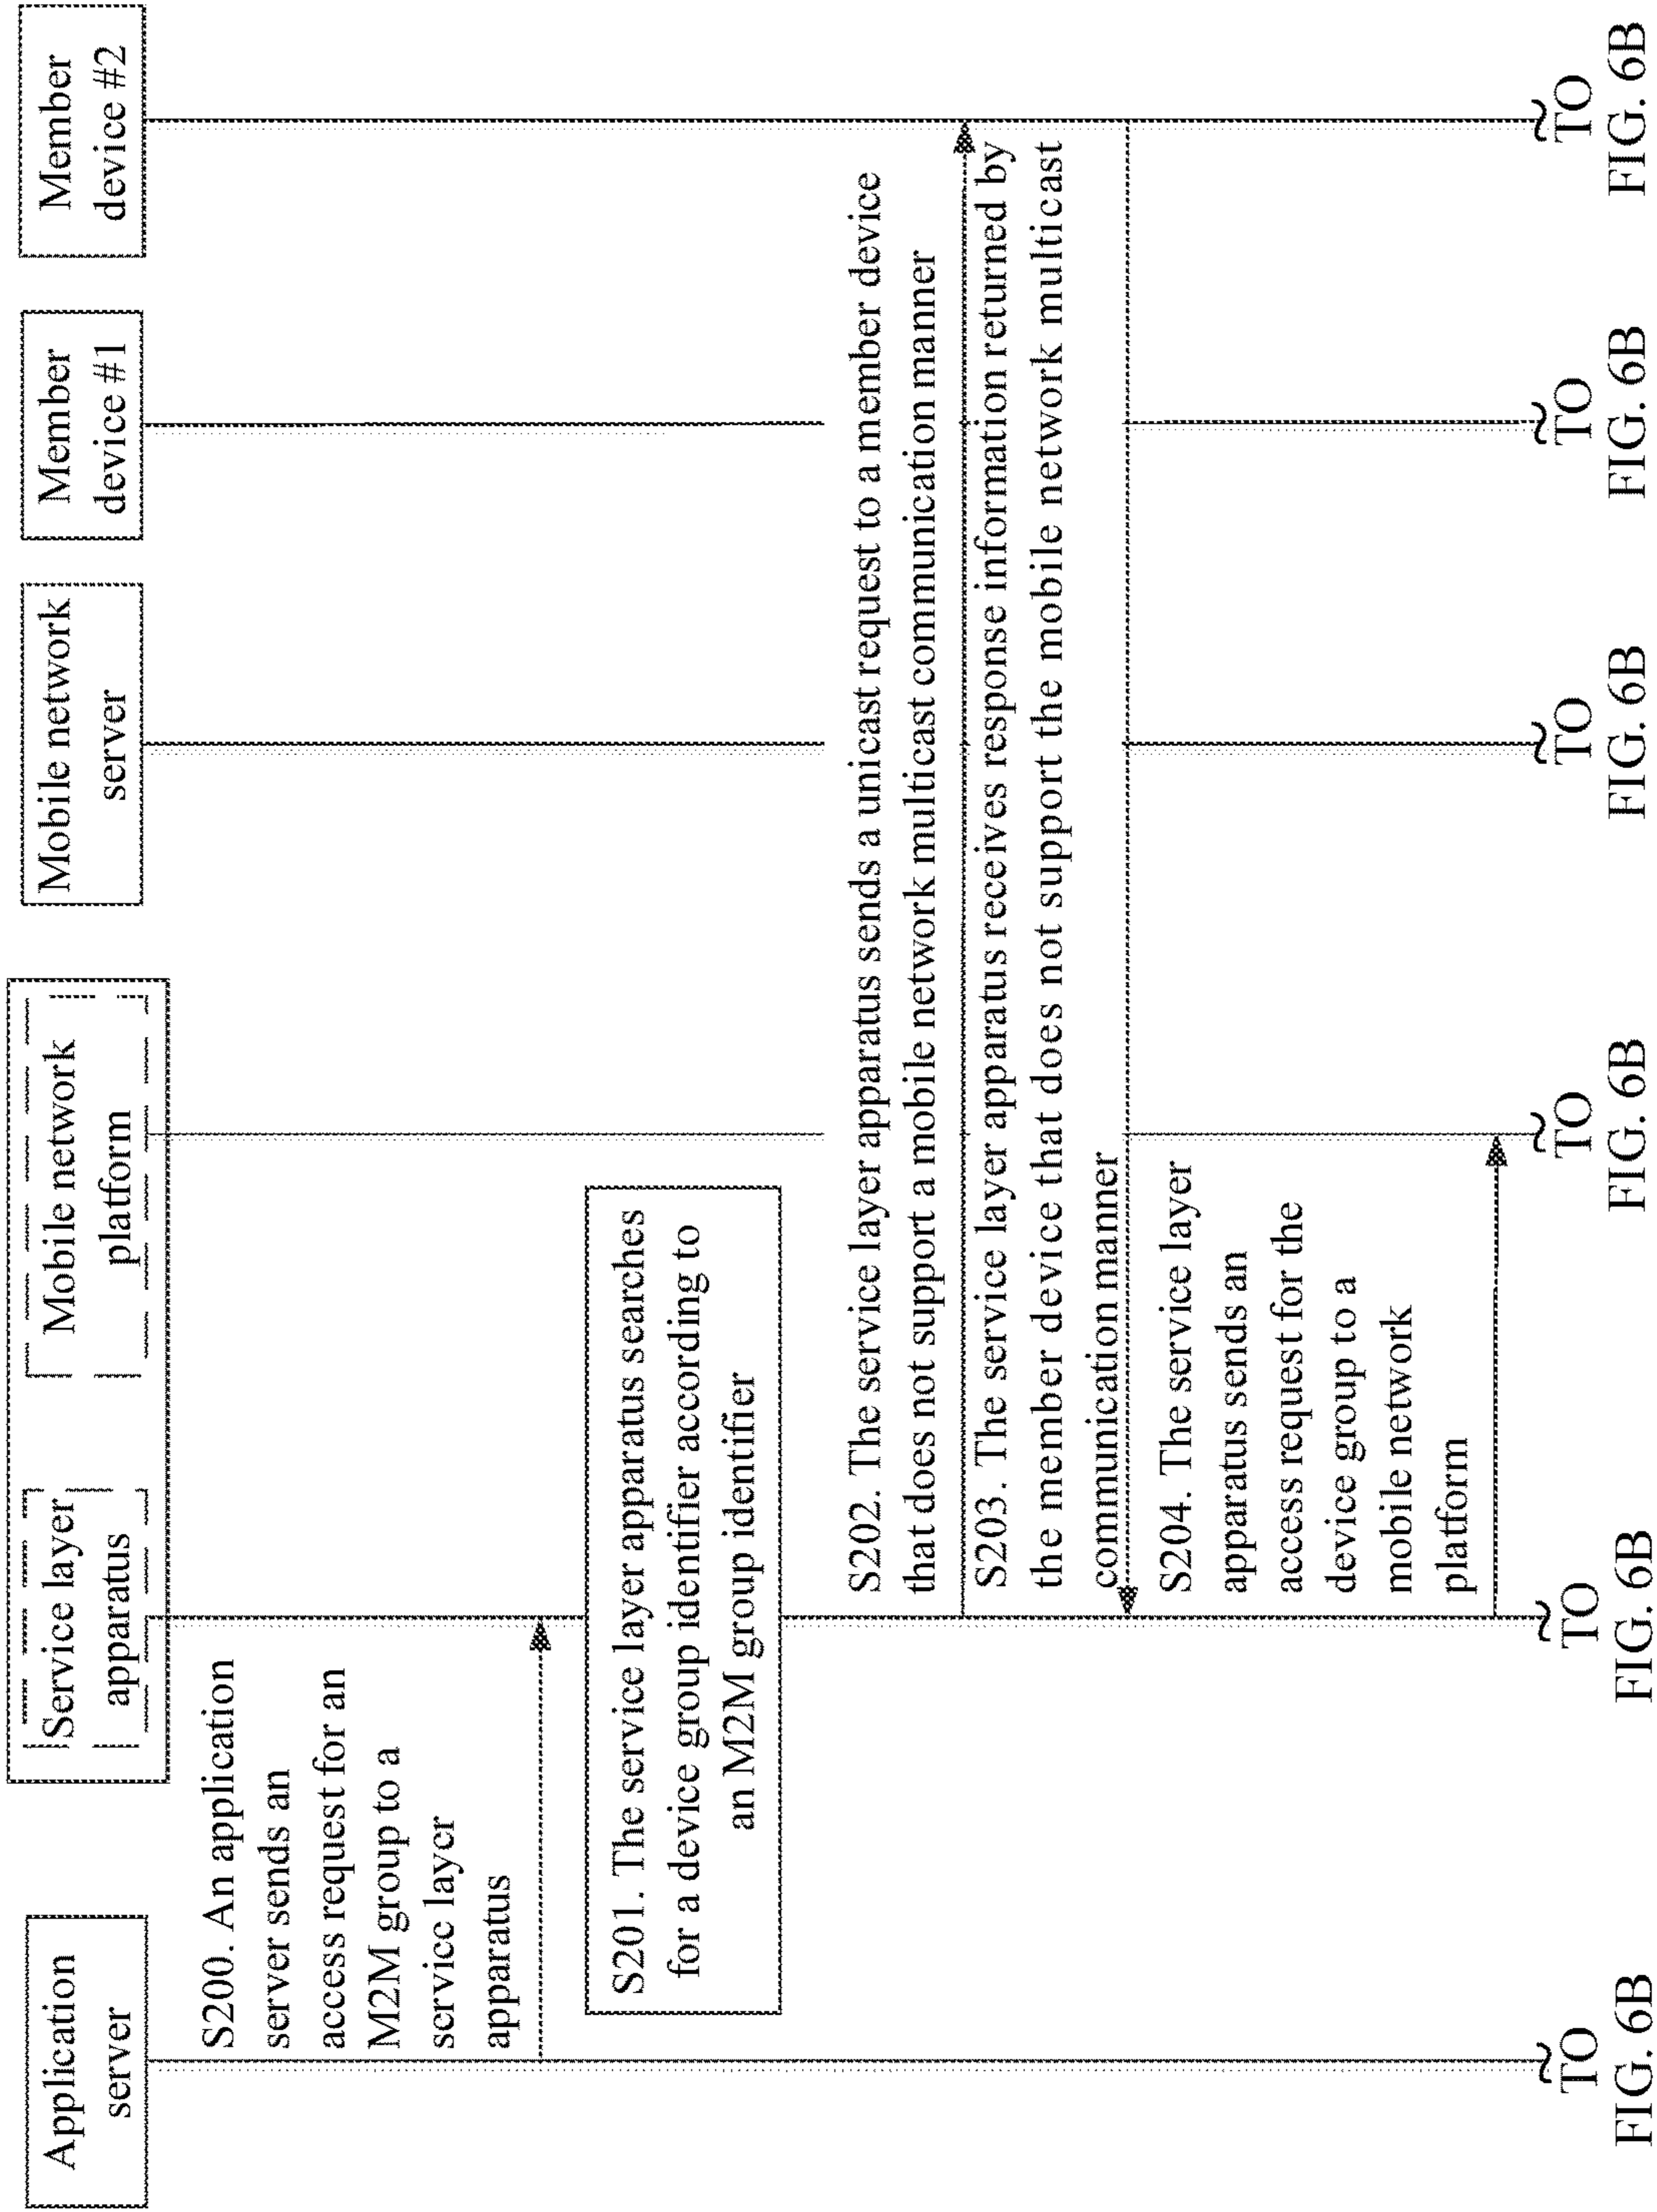 Application
server
Service layer
apparatus
Mobile network
platform
Mobile network
server
Member
device #1
Member
device #2
S200. An application
server sends an
access request for an
M2M group to a
service layer
apparatus
S201. The service layer apparatus searches
for a device group identifier according to
an M2M group identifier
S202. The service layer apparatus sends a unicast request to a member device
that does not support a mobile network multicast communication manner
S203. The service layer apparatus receives response information returned by
the member device that does not support the mobile network multicast
communication manner
S204. The service layer
apparatus sends an
access request for the
device group to a
mobile network
platform
TO
FIG. 6B
TO
FIG. 6B
TO
FIG. 6B
TO
FIG. 6B
TO
FIG. 6B
TO
FIG. 6B